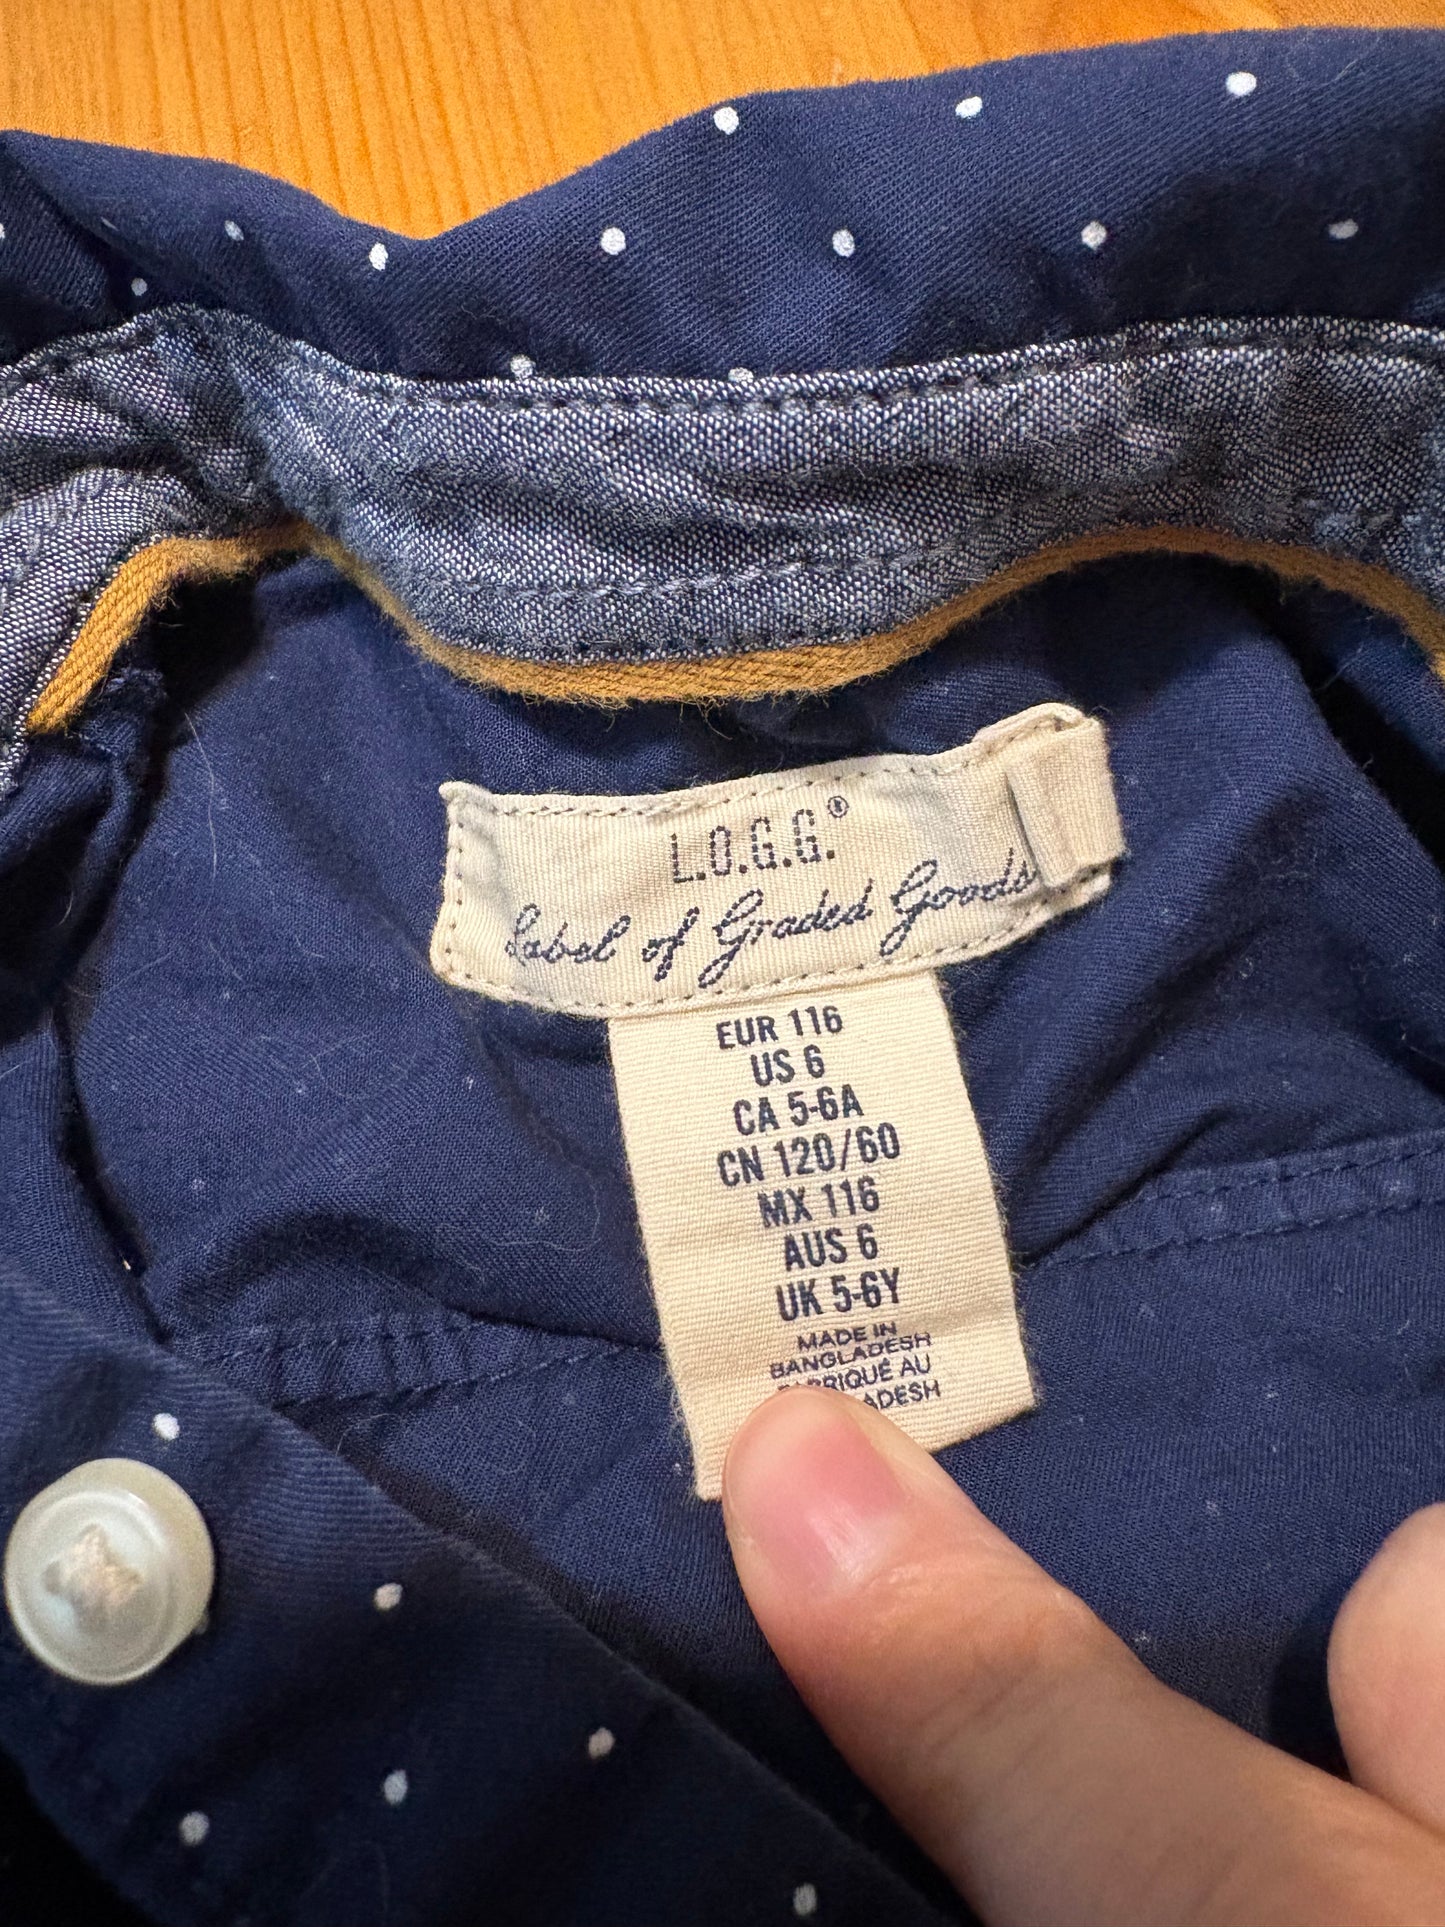 L.O.G.G.®
Label of Graded Goods
EUR 116
US 6
CA 5-6A
CN 120/60
MX 116
AUS 6
UK 5-6Y
MADE IN
BANGLADESH
AU